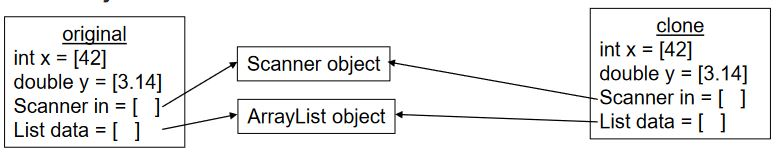 original
int x = [42]
double y = [3.14]
Scanner in = [   ]
List data = [   ]
Scanner object
ArrayList object
clone
int x = [42]
double y = [3.14]
Scanner in = [   ]
List data = [   ]